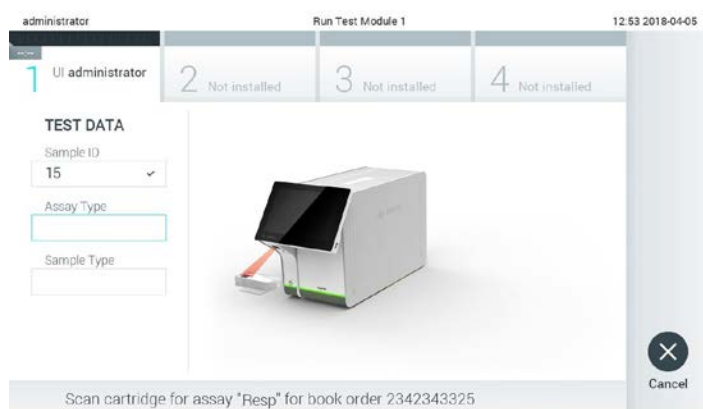 administrator Run Test Module 1 12:53 2018-04-05
--:--
1 UI administrator 2 Not installed 3 Not installed 4 Not installed
TEST DATA
Sample ID
15
Assay Type
Sample Type
Cancel
Scan cartridge for assay "Resp" for book order 2342343325